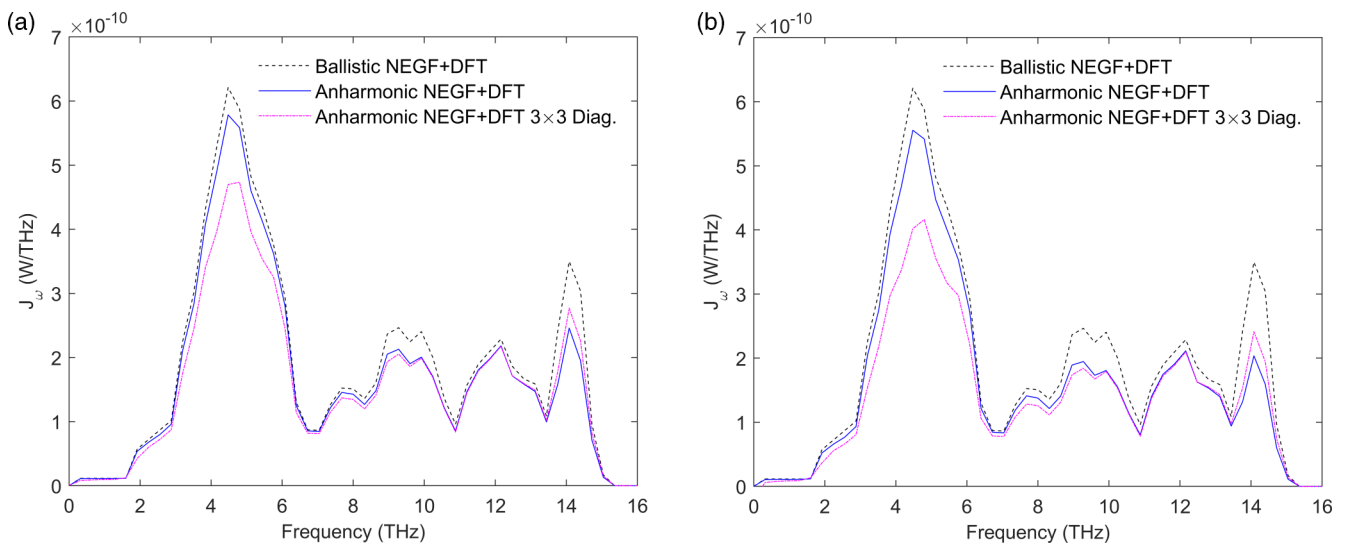 (a)
×10-10
7
6
5
4
3
2
1
0
J ω (W/THz)
Ballistic NEGF+DFT
Anharmonic NEGF+DFT
Anharmonic NEGF+DFT 3×3 Diag.
0 2 4 6 8 10 12 14 16
Frequency (THz)
(b)
×10-10
7
6
5
4
3
2
1
0
J ω (W/THz)
Ballistic NEGF+DFT
Anharmonic NEGF+DFT
Anharmonic NEGF+DFT 3×3 Diag.
0 2 4 6 8 10 12 14 16
Frequency (THz)